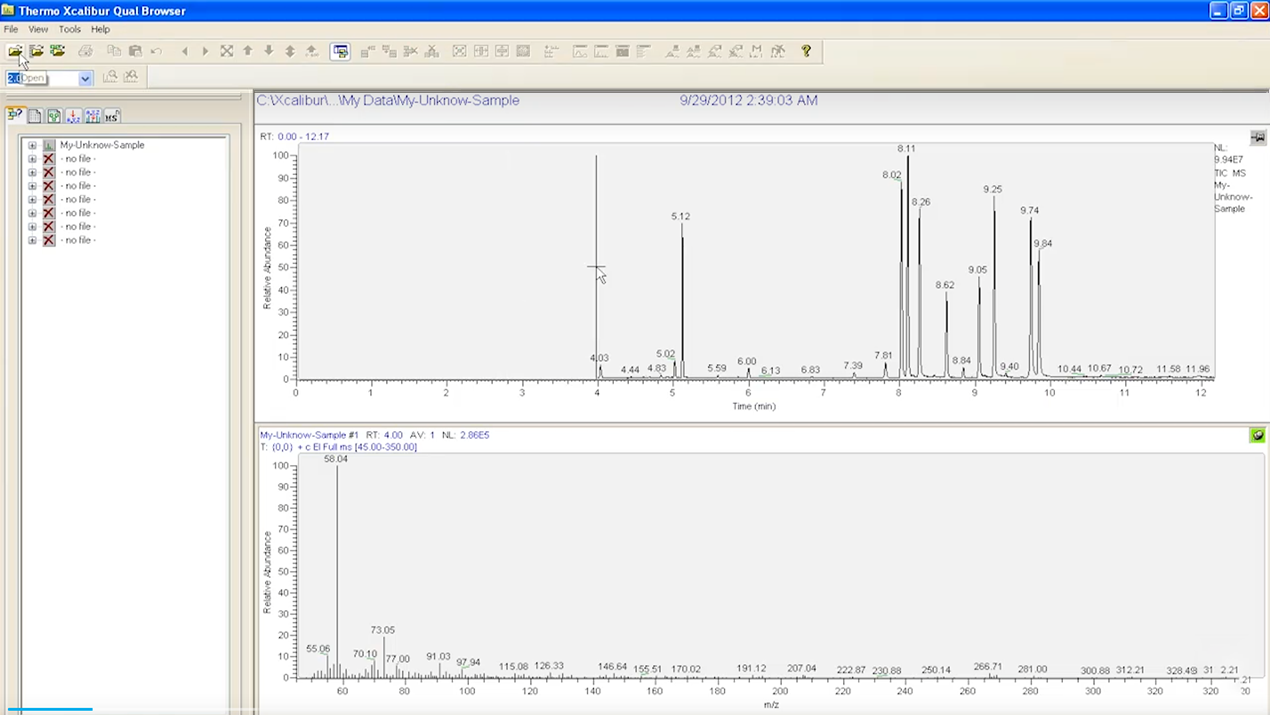 Thermo Xcalibur Qual Browser
File View Tools Help
Open
My-Unknow-Sample
- no file -
- no file -
- no file -
- no file -
- no file -
- no file -
- no file -
C:\Xcalibur\...\My Data\My-Unknow-Sample 9/29/2012 2:39:03 AM
RT: 0.00 - 12.17
NL:
9.94E7
TIC MS
My-
Unknow-
Sample
Relative Abundance
100
90
80
70
60
50
40
30
20
10
0
8.11
8.02
8.26
9.25
5.12
9.74
9.84
9.05
8.62
4.03 4.44 4.83 5.02 5.59 6.00 6.13 6.83 7.39 7.81 8.84 9.40 10.44 10.67 10.72 11.58 11.96
0 1 2 3 4 5 6 7 8 9 10 11 12
Time (min)
My-Unknow-Sample #1 RT: 4.00 AV: 1 NL: 2.86E5
T: {0,0} + c EI Full ms [45.00-350.00]
Relative Abundance
100
90
80
70
60
50
40
30
20
10
0
58.04
73.05
55.06 70.10 77.00 91.03 97.94 115.08 126.33 146.64 155.51 170.02 191.12 207.04 222.87 230.88 250.14 266.71 281.00 300.88 312.21 328.49
60 80 100 120 140 160 180 200 220 240 260 280 300 320
m/z